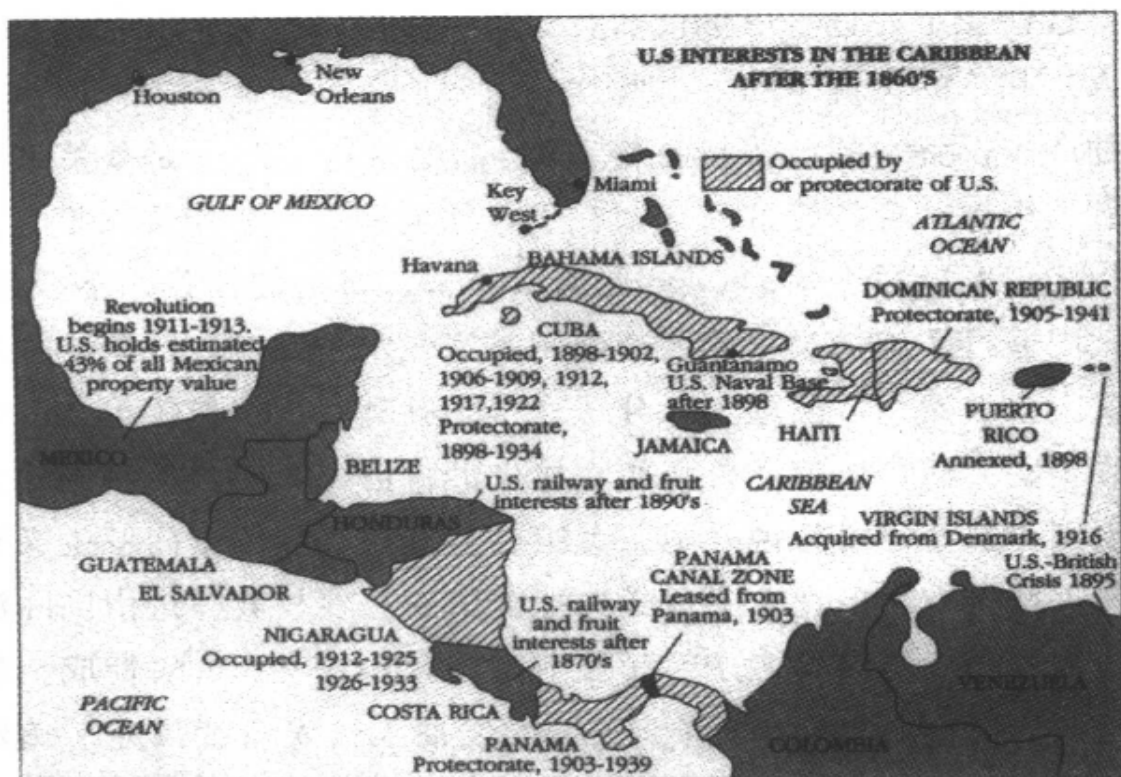 U.S INTERESTS IN THE CARIBBEAN
AFTER THE 1860'S
New
Orleans
Houston
Occupied by
or protectorate of U.S.
Miami
Key
West
GULF OF MEXICO
ATLANTIC
OCEAN
BAHAMA ISLANDS
Havana
DOMINICAN REPUBLIC
Protectorate, 1905-1941
Revolution
begins 1911-1913.
U.S. holds estimated
43% of all Mexican
property value
CUBA
Occupied, 1898-1902,
1906-1909, 1912,
1917,1922
Protectorate,
1898-1934
Guantanamo
U.S. Naval Base
after 1898
JAMAICA
HAITI
PUERTO
RICO
Annexed, 1898
MEXICO
BELIZE
U.S. railway and fruit
interests after 1890's
CARIBBEAN
SEA
VIRGIN ISLANDS
Acquired from Denmark, 1916
HONDURAS
GUATEMALA
EL SALVADOR
PANAMA
CANAL ZONE
Leased from
Panama, 1903
U.S.-British
Crisis 1895
U.S. railway
and fruit
interests after
1870's
NICARAGUA
Occupied, 1912-1925
1926-1933
PACIFIC
OCEAN
COSTA RICA
VENEZUELA
PANAMA
Protectorate, 1903-1939
COLOMBIA